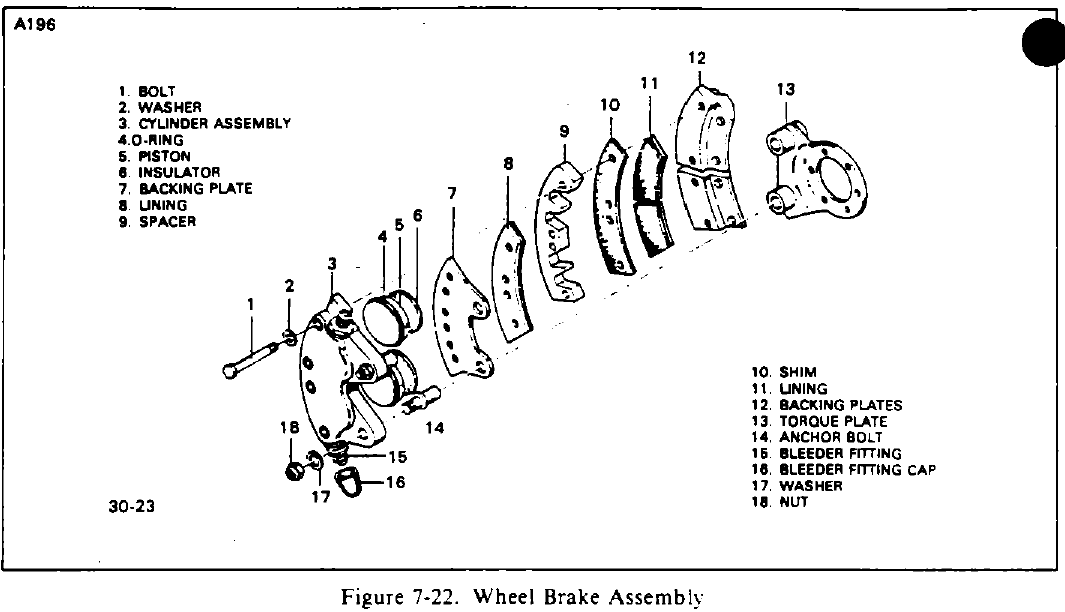 A196
1. BOLT
2. WASHER
3. CYLINDER ASSEMBLY
4.O-RING
5. PISTON
6. INSULATOR
7. BACKING PLATE
8. LINING
9. SPACER
12
13
11
10
9
8
7
6
5
4
3
2
1
10. SHIM
11. LINING
12. BACKING PLATES
13. TORQUE PLATE
14. ANCHOR BOLT
15. BLEEDER FITTING
16. BLEEDER FITTING CAP
17. WASHER
18. NUT
14
18
15
16
17
30-23
Figure 7-22. Wheel Brake Assembly